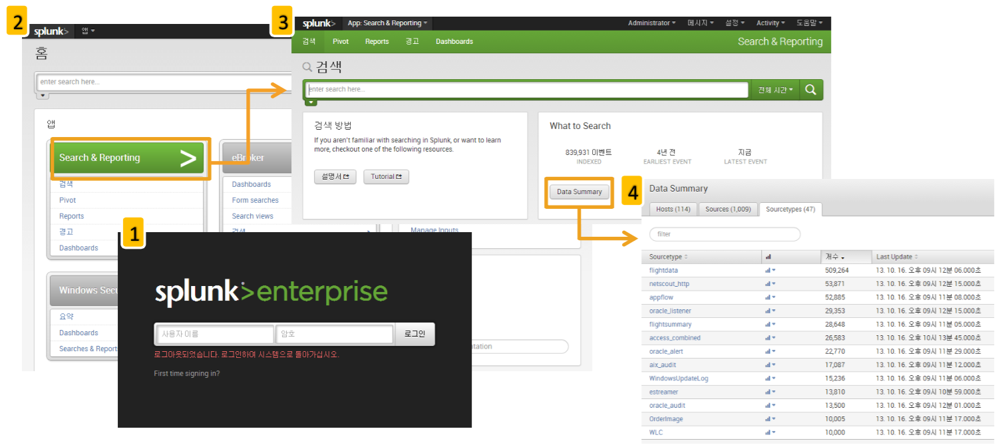 2
splunk>
앱
홈
enter search here...
앱
Search & Reporting
>
검색
Pivot
Reports
경고
Dashboards
eBroker
Dashboards
Form searches
Search views
검색
Manage Inputs
Windows Secu
요약
Dashboards
Searches & Report
tation
1
splunk>enterprise
사용자 이름
암호
로그인
로그아웃되었습니다. 로그인하여 시스템으로 돌아가십시오.
First time signing in?
3
splunk> App: Search & Reporting
Administrator 메시지 설정 Activity 도움말
검색 Pivot Reports 경고 Dashboards
Search & Reporting
검색
enter search here...
전체 시간
검색 방법
If you aren't familiar with searching in Splunk, or want to learn
more, checkout one of the following resources.
설명서 Tutorial
What to Search
839,931 이벤트 4년 전 지금
INDEXED EARLIEST EVENT LATEST EVENT
Data Summary
4
Data Summary
Hosts (114) Sources (1,009) Sourcetypes (47)
filter
Sourcetype 개수 Last Update
flightdata 509,264 13. 10. 16. 오후 09시 12분 06.000초
netscout_http 53,871 13. 10. 16. 오후 09시 12분 15.000초
appflow 52,885 13. 10. 16. 오후 09시 11분 08.000초
oracle_listener 29,353 13. 10. 16. 오후 09시 12분 15.000초
flightsummary 28,648 13. 10. 16. 오후 09시 11분 05.000초
access_combined 26,583 13. 10. 16. 오후 10시 13분 45.000초
oracle_alert 22,770 13. 10. 16. 오후 09시 11분 29.000초
aix_audit 17,087 13. 10. 16. 오후 09시 11분 12.000초
WindowsUpdateLog 15,236 13. 10. 16. 오후 09시 11분 06.000초
estreamer 13,810 13. 10. 16. 오후 09시 10분 59.000초
oracle_audit 13,500 13. 10. 16. 오후 09시 12분 01.000초
OrderImage 10,005 13. 10. 16. 오후 09시 11분 17.000초
WLC 10,000 13. 10. 16. 오후 09시 11분 17.000초